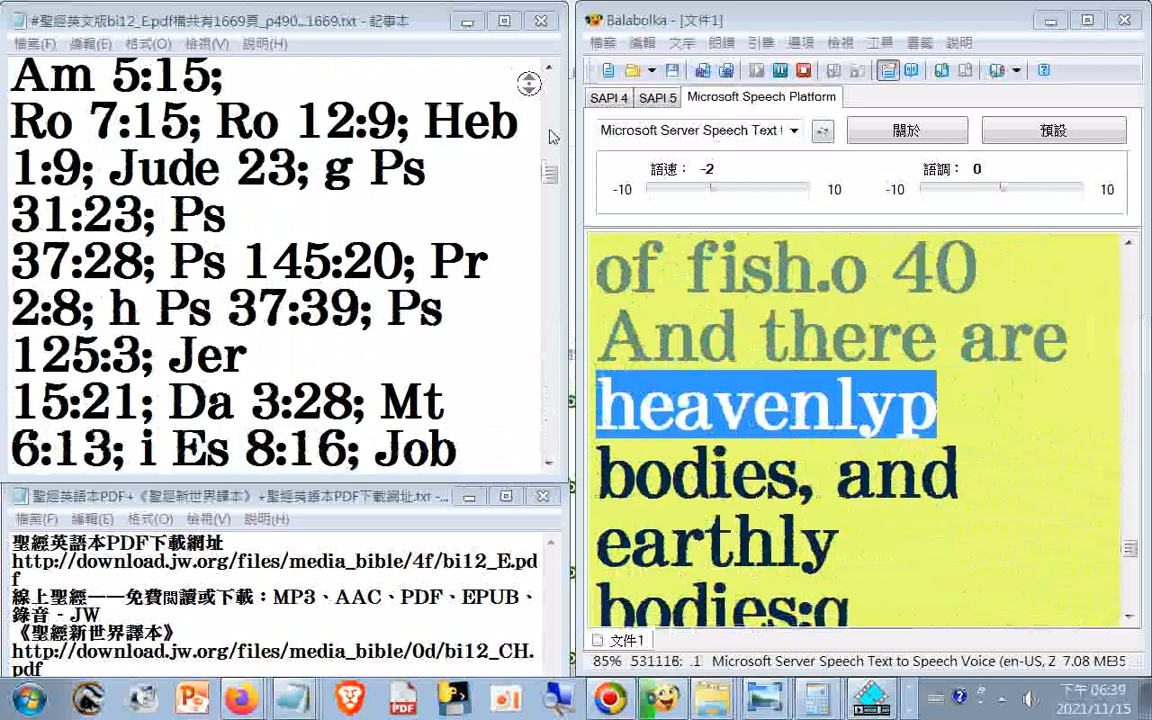 #聖經英文版bi12_E.pdf檔共有1669頁_p490...1669.txt - 記事本
檔案(F) 編輯(E) 格式(O) 檢視(V) 說明(H)
Am 5:15;
Ro 7:15; Ro 12:9; Heb
1:9; Jude 23; g Ps
31:23; Ps
37:28; Ps 145:20; Pr
2:8; h Ps 37:39; Ps
125:3; Jer
15:21; Da 3:28; Mt
6:13; i Es 8:16; Job
聖經英語本PDF+《聖經新世界譯本》+聖經英語本PDF下載網址.txt -...
檔案(F) 編輯(E) 格式(O) 檢視(V) 說明(H)
聖經英語本PDF下載網址
http://download.jw.org/files/media_bible/4f/bi12_E.pd
f
線上聖經——免費閱讀或下載：MP3、AAC、PDF、EPUB、
錄音 - JW
《聖經新世界譯本》
http://download.jw.org/files/media_bible/0d/bi12_CH.
pdf
Balabolka - [文件1]
檔案 編輯 文字 朗讀 引擎 選項 檢視 工具 書籤 說明
SAPI 4 SAPI 5 Microsoft Speech Platform
Microsoft Server Speech Text 關於 預設
語速： -2 語調： 0
-10 10 -10 10
of fish.o 40
And there are
heavenlyp
bodies, and
earthly
bodies;q
文件1
85% 531116: .1 Microsoft Server Speech Text to Speech Voice (en-US, Z 7.08 MB
下午 06:39
2021/11/15